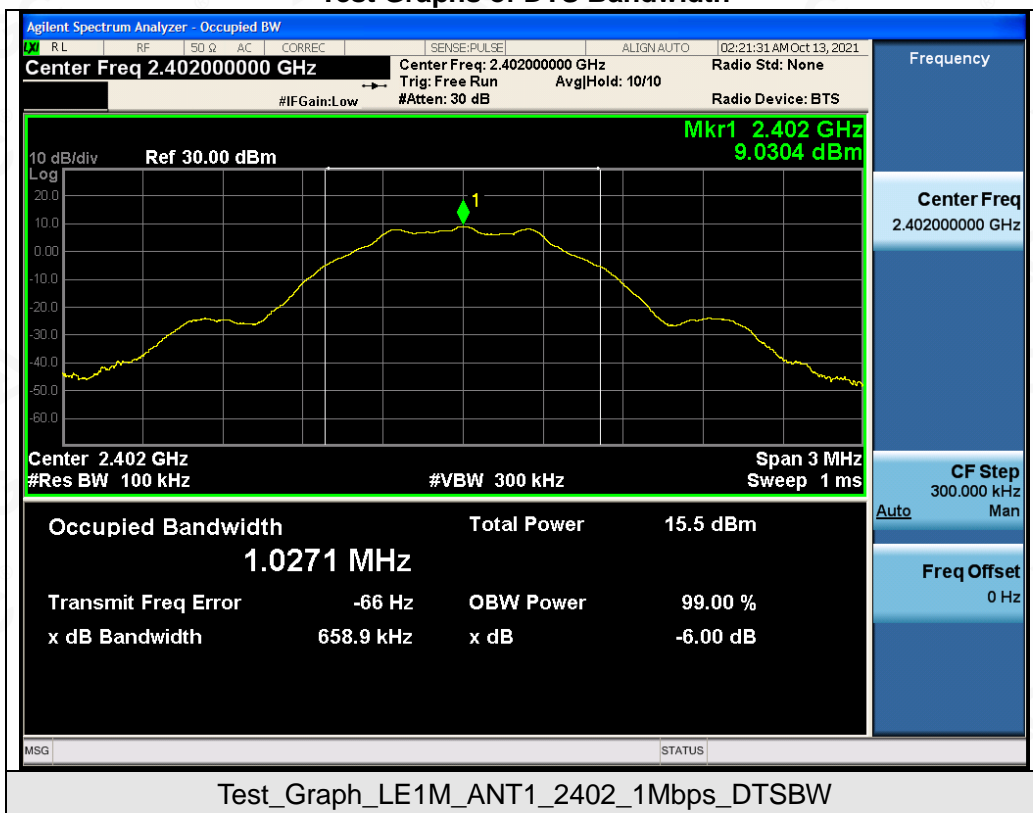 Test Graphs of DTS Bandwidth
Agilent Spectrum Analyzer - Occupied BW
LXI RL RF 50 Ω AC CORREC SENSE:PULSE ALIGN AUTO 02:21:31 AM Oct 13, 2021
Center Freq 2.402000000 GHz
Center Freq: 2.402000000 GHz Radio Std: None
Trig: Free Run Avg|Hold: 10/10
#IFGain:Low #Atten: 30 dB Radio Device: BTS
Frequency
Mkr1 2.402 GHz
9.0304 dBm
10 dB/div Ref 30.00 dBm
Log
20.0
10.0
0.00
-10.0
-20.0
-30.0
-40.0
-50.0
-60.0
1
Center 2.402 GHz Span 3 MHz
#Res BW 100 kHz #VBW 300 kHz Sweep 1 ms
Center Freq
2.402000000 GHz
CF Step
300.000 kHz
Auto Man
Freq Offset
0 Hz
Occupied Bandwidth Total Power 15.5 dBm
1.0271 MHz
Transmit Freq Error -66 Hz OBW Power 99.00 %
x dB Bandwidth 658.9 kHz x dB -6.00 dB
MSG STATUS
Test_Graph_LE1M_ANT1_2402_1Mbps_DTSBW